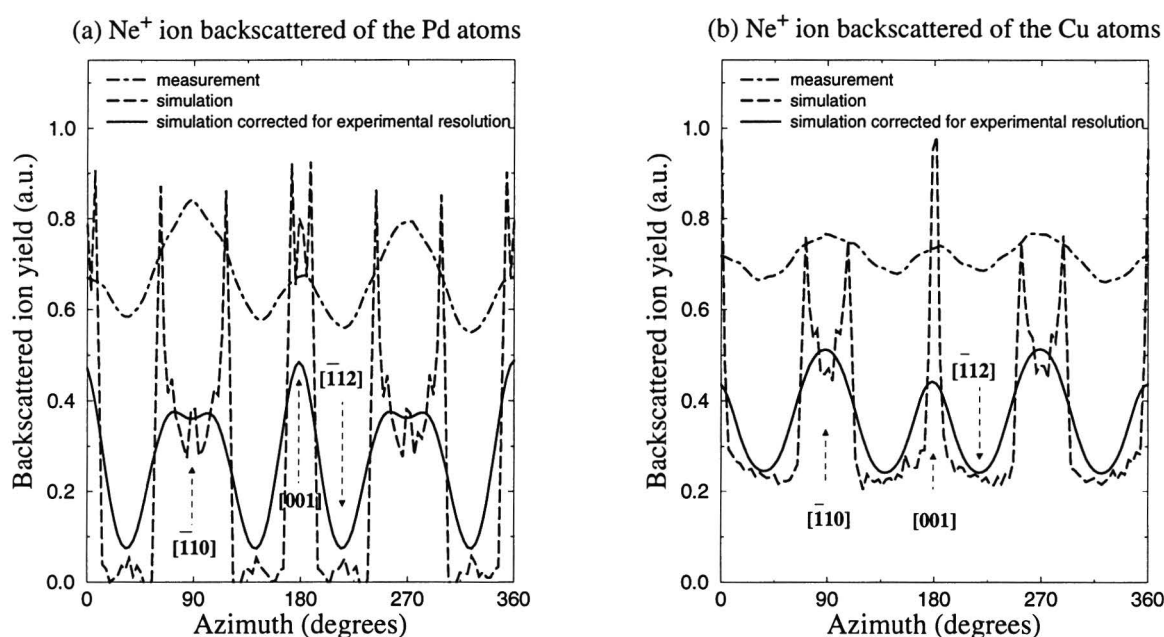 (a) Ne⁺ ion backscattered of the Pd atoms
measurement
simulation
simulation corrected for experimental resolution
Backscattered ion yield (a.u.)
1.0
0.8
0.6
0.4
0.2
0.0
[1̅12]
[001]
[1̅10]
0 90 180 270 360
Azimuth (degrees)
(b) Ne⁺ ion backscattered of the Cu atoms
measurement
simulation
simulation corrected for experimental resolution
Backscattered ion yield (a.u.)
1.0
0.8
0.6
0.4
0.2
0.0
[1̅12]
[1̅10] [001]
0 90 180 270 360
Azimuth (degrees)